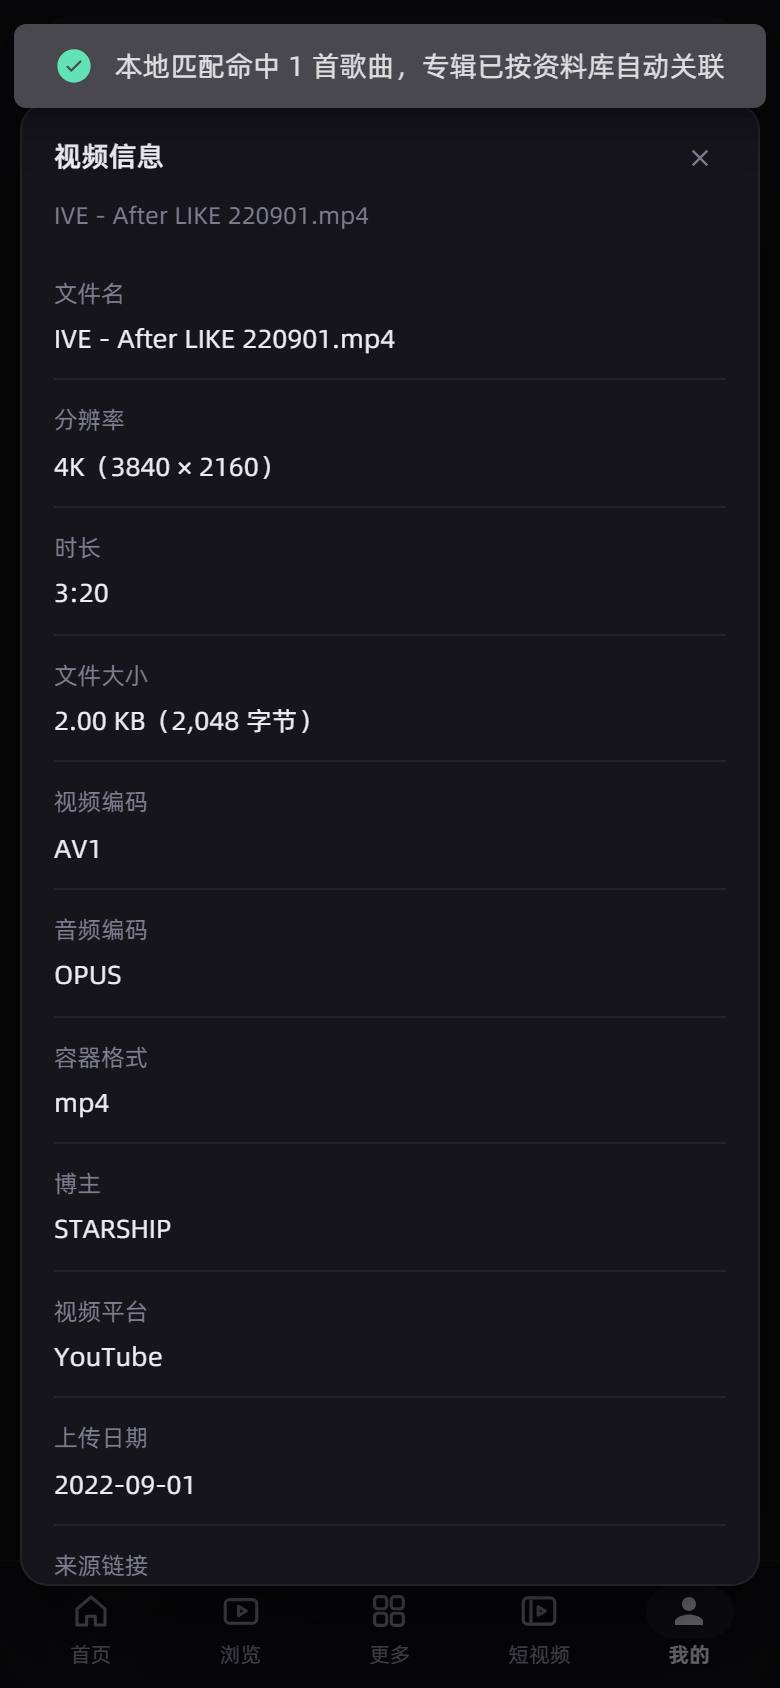 本地匹配命中 1 首歌曲，专辑已按资料库自动关联
视频信息
IVE - After LIKE 220901.mp4
文件名
IVE - After LIKE 220901.mp4
分辨率
4K（3840 × 2160）
时长
3:20
文件大小
2.00 KB（2,048 字节）
视频编码
AV1
音频编码
OPUS
容器格式
mp4
博主
STARSHIP
视频平台
YouTube
上传日期
2022-09-01
来源链接
首页
浏览
更多
短视频
我的